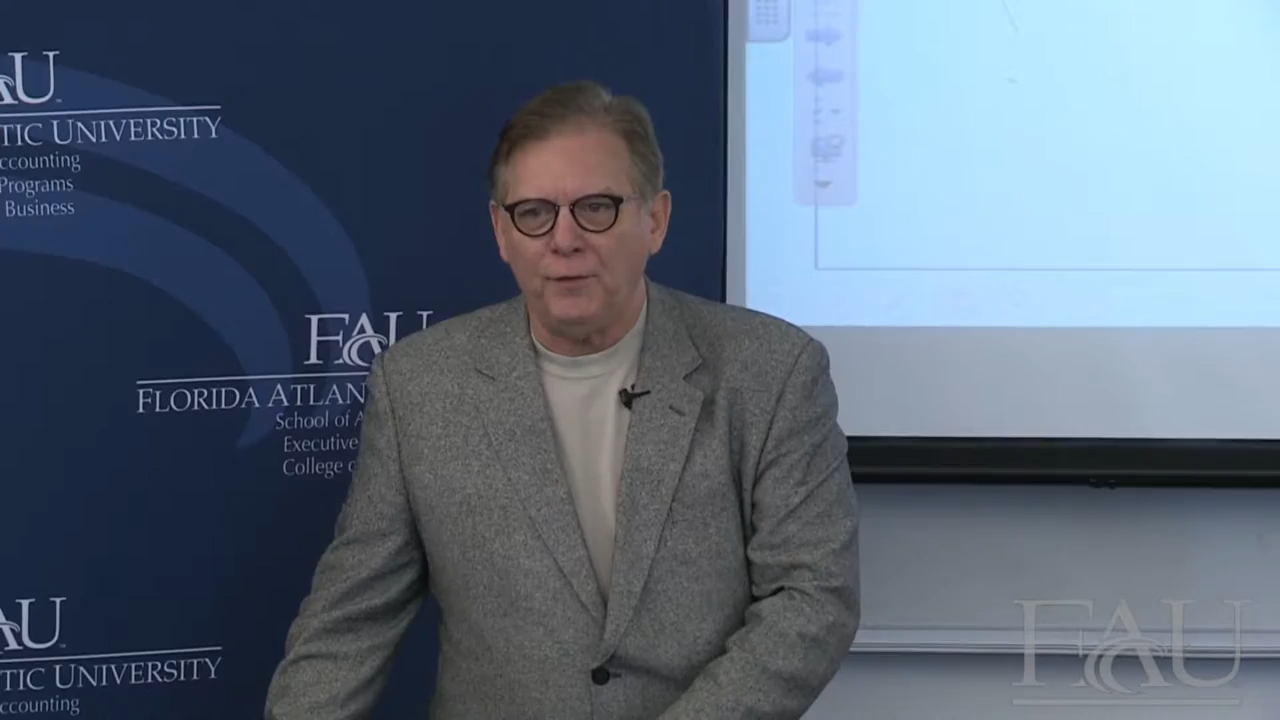 AU
TIC UNIVERSITY
ccounting
Programs
Business
FAU
FLORIDA ATLAN
School of A
Executive
College o
AU
TIC UNIVERSITY
ccounting
FAU